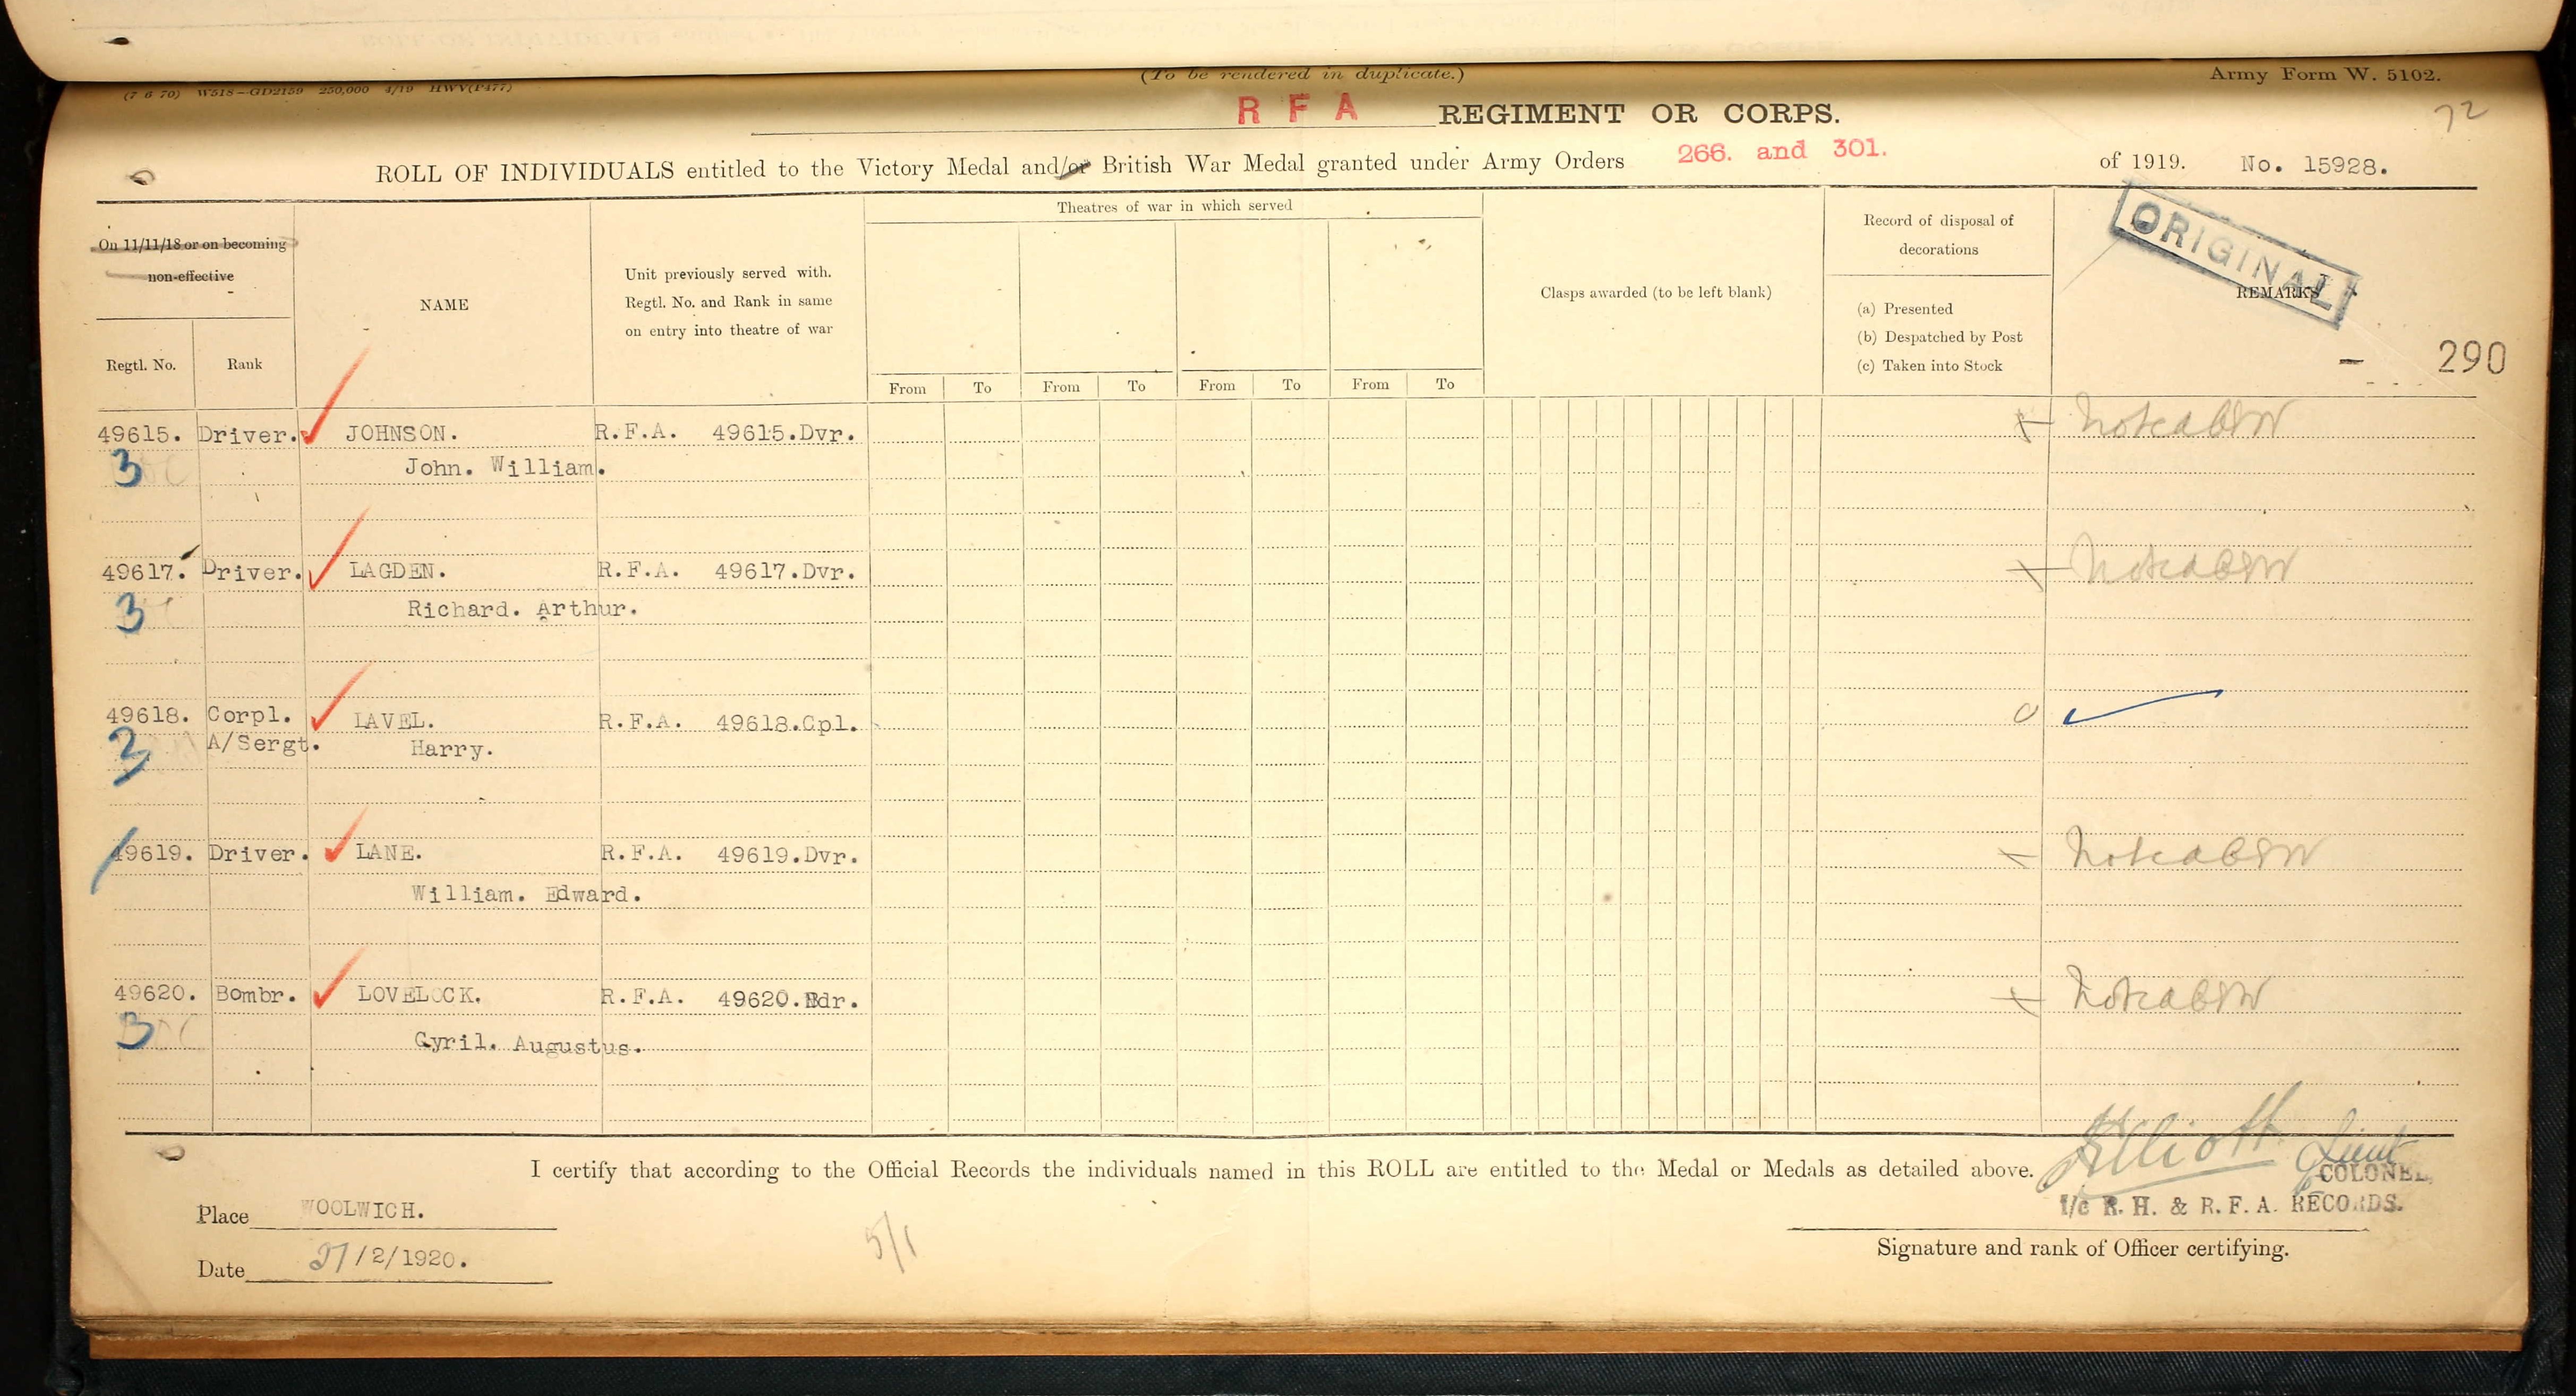 (To be rendered in duplicate.)
Army Form W. 5102.
(7 6 70) W518—GD2159 250,000 4/19 HWV(P477)
R F A REGIMENT OR CORPS.
72
ROLL OF INDIVIDUALS entitled to the Victory Medal and/or British War Medal granted under Army Orders 266. and 301. of 1919. No. 15928.
On 11/11/18 or on becoming
non-effective
Regtl. No.
Rank
NAME
Unit previously served with.
Regtl. No. and Rank in same
on entry into theatre of war
Theatres of war in which served
From To From To From To From To
Clasps awarded (to be left blank)
Record of disposal of
decorations
(a) Presented
(b) Despatched by Post
(c) Taken into Stock
ORIGINAL
REMARKS
290
49615. Driver. JOHNSON. R.F.A. 49615.Dvr.
3 John. William.
49617. Driver. LAGDEN. R.F.A. 49617.Dvr.
3 Richard. Arthur.
49618. Corpl. LAVEL. R.F.A. 49618.Cpl.
3 A/Sergt. Harry.
49619. Driver. LANE. R.F.A. 49619.Dvr.
William. Edward.
49620. Bombr. LOVELOCK. R.F.A. 49620.Bdr.
3 Cyril. Augustus.
I certify that according to the Official Records the individuals named in this ROLL are entitled to the Medal or Medals as detailed above.
Elliott Lieut
COLONEL,
I/c R. H. & R. F. A. RECORDS.
Place WOOLWICH.
5/1
Signature and rank of Officer certifying.
Date 27/2/1920.